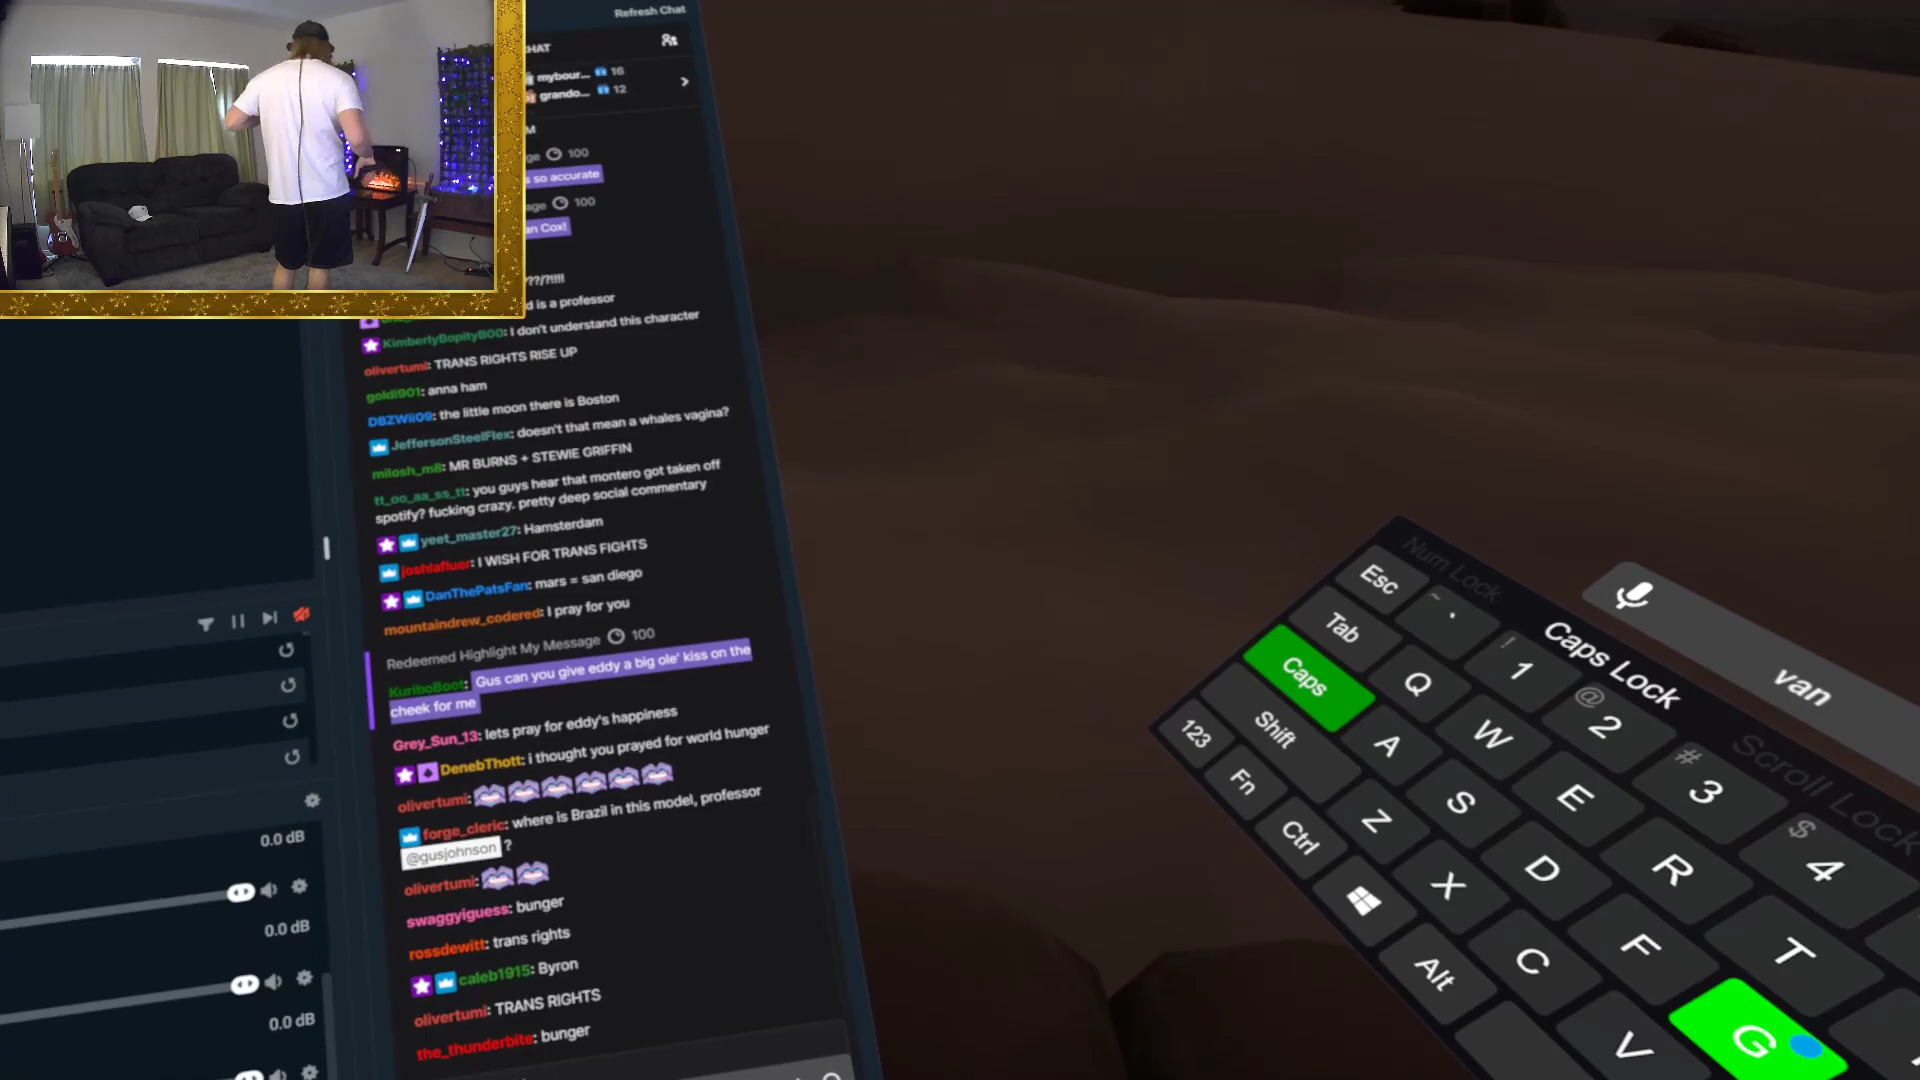 Refresh Chat
CHAT
mybour... 16
grando... 12
100
s so accurate
100
an Cox!
???/?!!!!
d is a professor
KimberlyBopityB00: I don't understand this character
olivertumi: TRANS RIGHTS RISE UP
goldi901: anna ham
DBZWii09: the little moon there is Boston
JeffersonSteelFlex: doesn't that mean a whales vagina?
milosh_m8: MR BURNS + STEWIE GRIFFIN
tt_oo_aa_ss_tt: you guys hear that montero got taken off
spotify? fucking crazy. pretty deep social commentary
yeet_master27: Hamsterdam
joshlafluer: I WISH FOR TRANS FIGHTS
DanThePatsFan: mars = san diego
mountaindrew_codered: I pray for you
Redeemed Highlight My Message 100
KuriboBoot: Gus can you give eddy a big ole' kiss on the
cheek for me
Grey_Sun_13: lets pray for eddy's happiness
DenebThott: i thought you prayed for world hunger
olivertumi:
forge_cleric: where is Brazil in this model, professor
@gusjohnson ?
olivertumi:
swaggyiguess: bunger
rossdewitt: trans rights
caleb1915: Byron
olivertumi: TRANS RIGHTS
the_thunderbite: bunger
0.0 dB
0.0 dB
0.0 dB
Num Lock
Caps Lock
Scroll Lock
van
Esc ~ ` ! 1 @ 2 # 3 $ 4
Tab Q W E R T
Caps A S D F G
Shift Z X C V
123 Fn Ctrl Alt